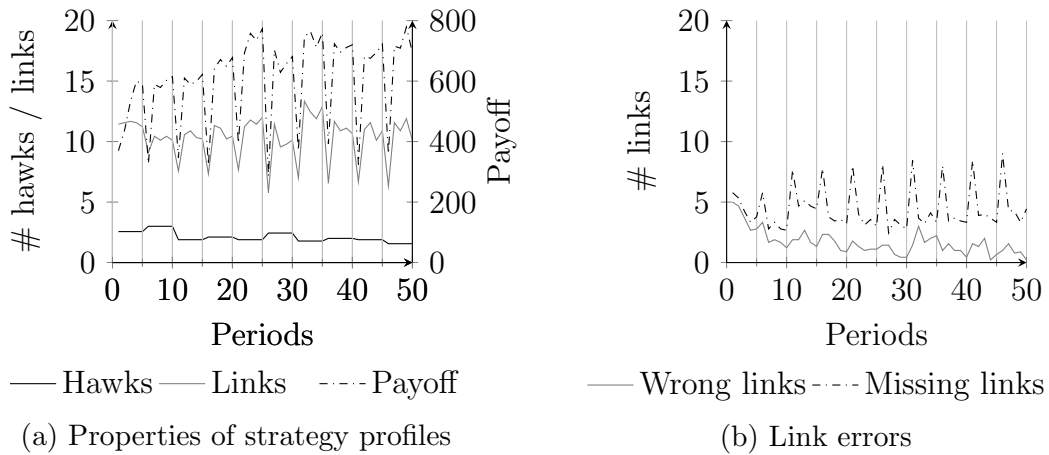 # hawks / links
20
15
10
5
0
800
600
400
200
0
Payoff
0 10 20 30 40 50
Periods
Hawks Links Payoff
(a) Properties of strategy profiles
# links
20
15
10
5
0
0 10 20 30 40 50
Periods
Wrong links Missing links
(b) Link errors